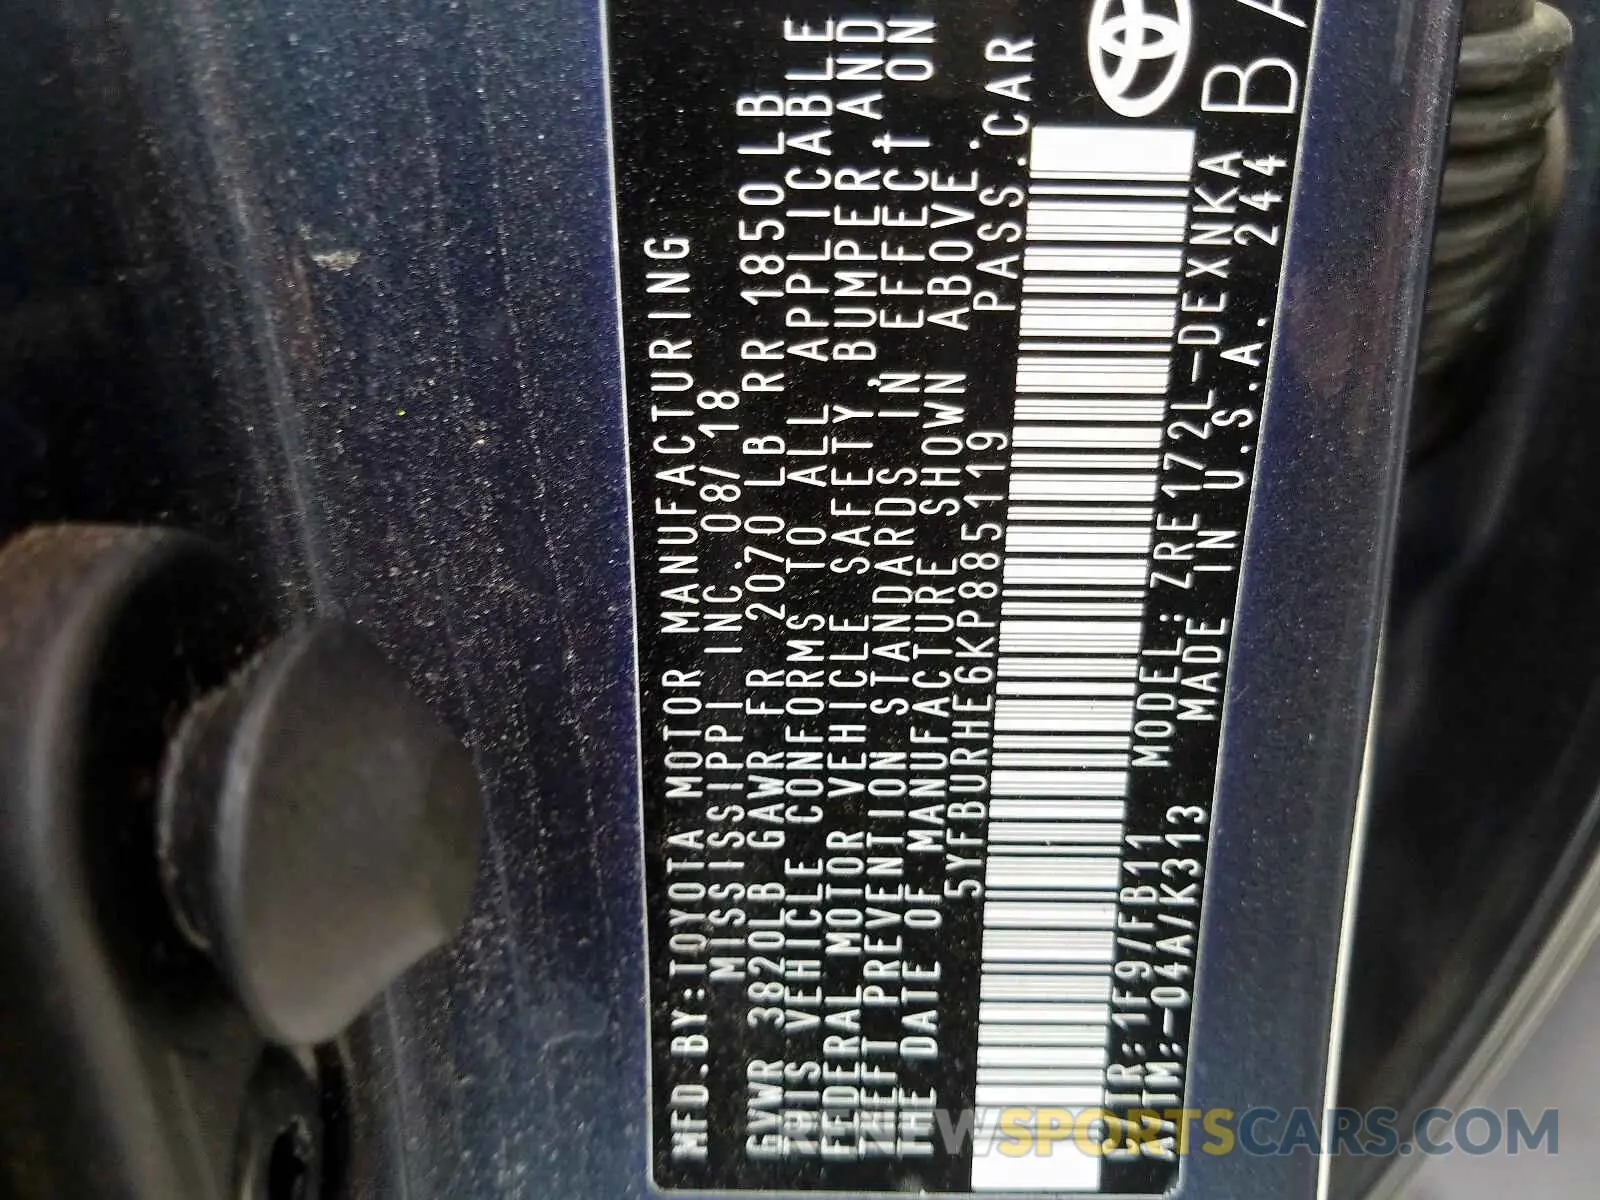 MFD.BY:TOYOTA MOTOR MANUFACTURING
MISSISSIPPI INC. 08/18
GVWR 3820LB GAWR FR 2070 LB RR 1850 LB
THIS VEHICLE CONFORMS TO ALL APPLICABLE
FEDERAL MOTOR VEHICLE SAFETY, BUMPER, AND
THEFT PREVENTION STANDARDS IN EFFECT ON
THE DATE OF MANUFACTURE SHOWN ABOVE.
5YFBURHE6KP885119 PASS.CAR
C/TR:1F9/FB11 MODEL:ZRE172L-DEXNKA
A/TM:-04A/K313 MADE IN U.S.A. 244
BA
RENEWSPORTSCARS.COM